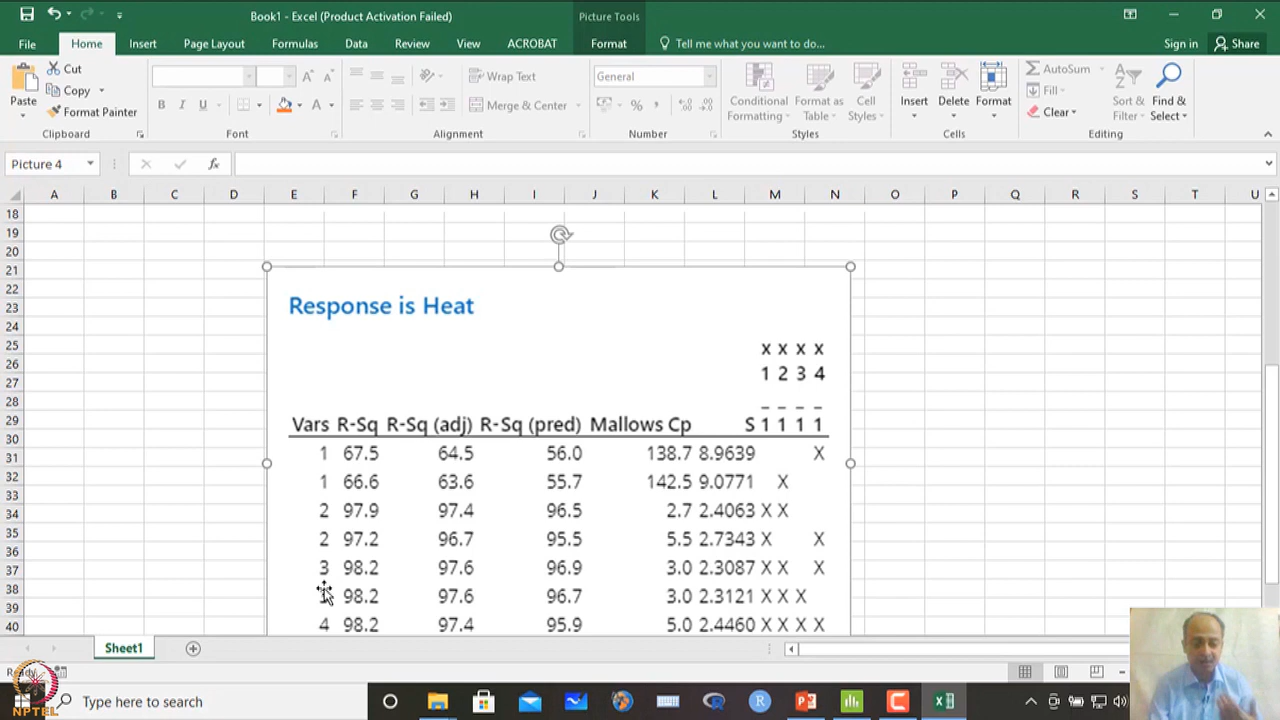 Book1 - Excel (Product Activation Failed)
Picture Tools
File Home Insert Page Layout Formulas Data Review View ACROBAT Format Tell me what you want to do... Sign in Share
Paste
Cut
Copy
Format Painter
Clipboard
B I U
A A
A
Font
Wrap Text
Merge & Center
Alignment
General
%
Number
Conditional Formatting
Format as Table
Cell Styles
Styles
Insert
Delete
Format
Cells
AutoSum
Fill
Clear
Sort & Filter
Find & Select
Editing
Picture 4
fx
A B C D E F G H I J K L M N O P Q R S T U
18
19
20
21
22
23
24
25
26
27
28
29
30
31
32
33
34
35
36
37
38
39
40
Response is Heat
x x x x
1 2 3 4
_ _ _ _
Vars R-Sq R-Sq (adj) R-Sq (pred) Mallows Cp S 1 1 1 1
1 67.5 64.5 56.0 138.7 8.9639 X
1 66.6 63.6 55.7 142.5 9.0771 X
2 97.9 97.4 96.5 2.7 2.4063 X X
2 97.2 96.7 95.5 5.5 2.7343 X X
3 98.2 97.6 96.9 3.0 2.3087 X X X
98.2 97.6 96.7 3.0 2.3121 X X X
4 98.2 97.4 95.9 5.0 2.4460 X X X X
Sheet1
NPTEL
Type here to search